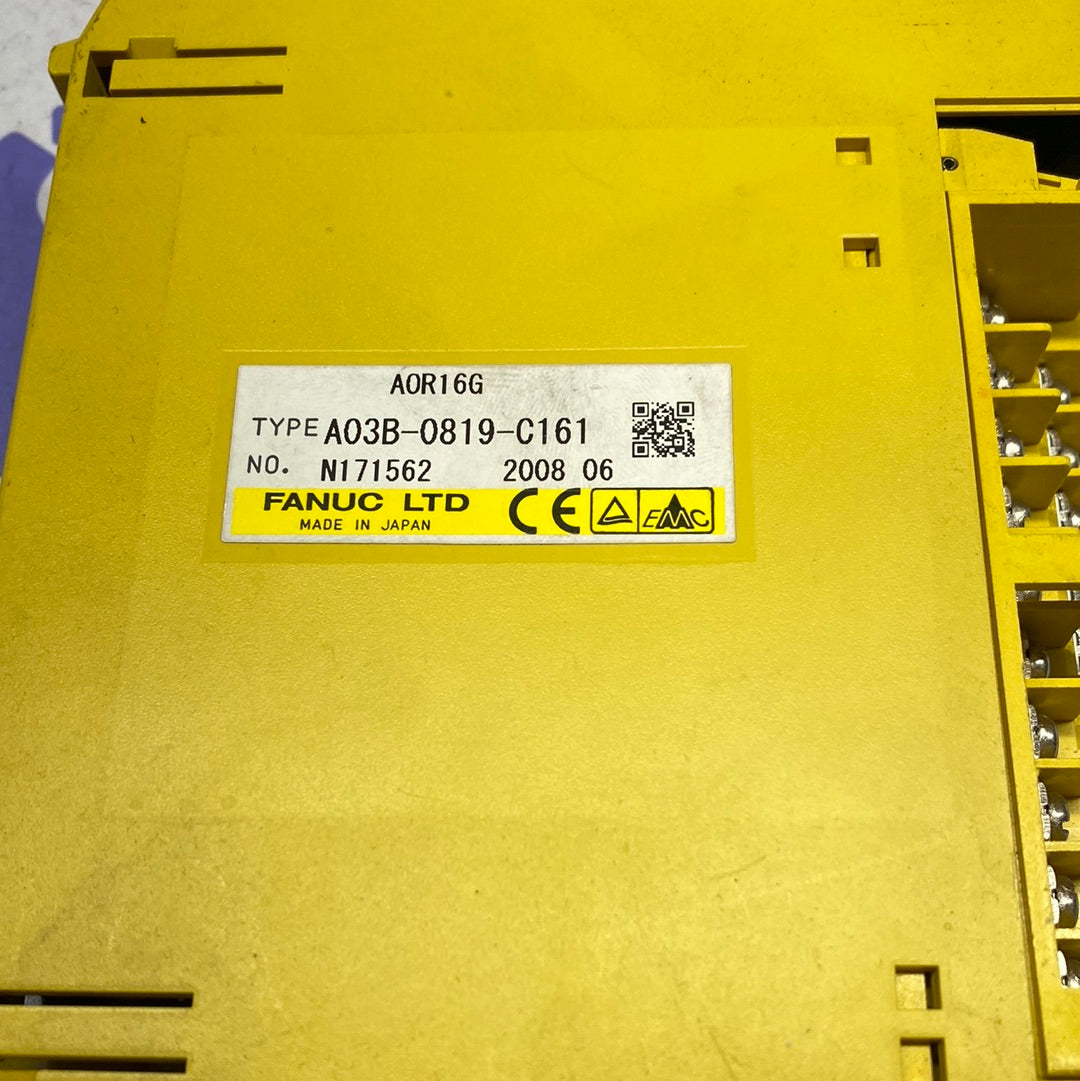 AOR16G
TYPE A03B-0819-C161
NO. N171562 2008 06
FANUC LTD CE EMC
MADE IN JAPAN